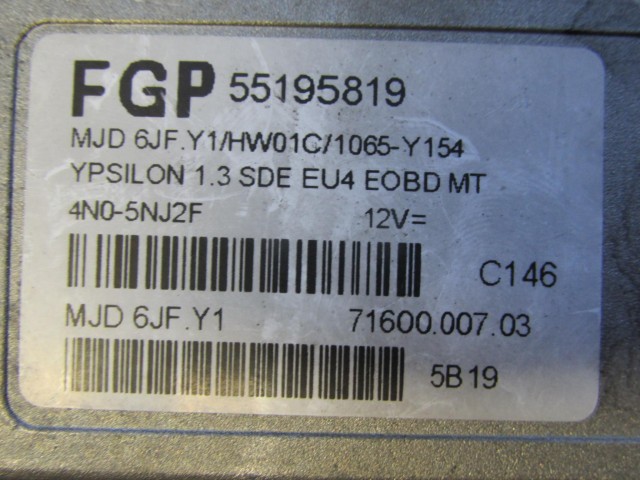 FGP 55195819
MJD 6JF.Y1/HW01C/1065-Y154
YPSILON 1.3 SDE EU4 EOBD MT
4N0-5NJ2F 12V=
C146
MJD 6JF.Y1 71600.007.03
5B19